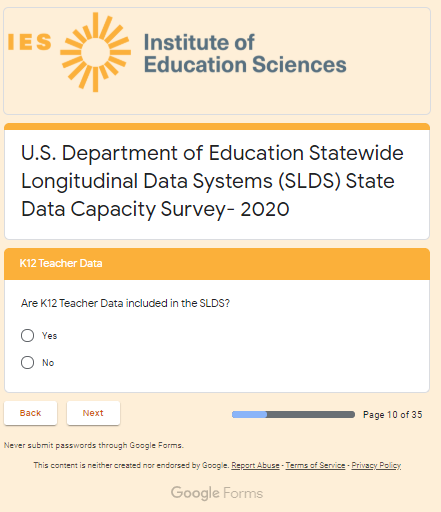 IES
Institute of
Education Sciences
U.S. Department of Education Statewide
Longitudinal Data Systems (SLDS) State
Data Capacity Survey- 2020
K12 Teacher Data
Are K12 Teacher Data included in the SLDS?
Yes
No
Back Next Page 10 of 35
Never submit passwords through Google Forms.
This content is neither created nor endorsed by Google. Report Abuse - Terms of Service - Privacy Policy
Google Forms